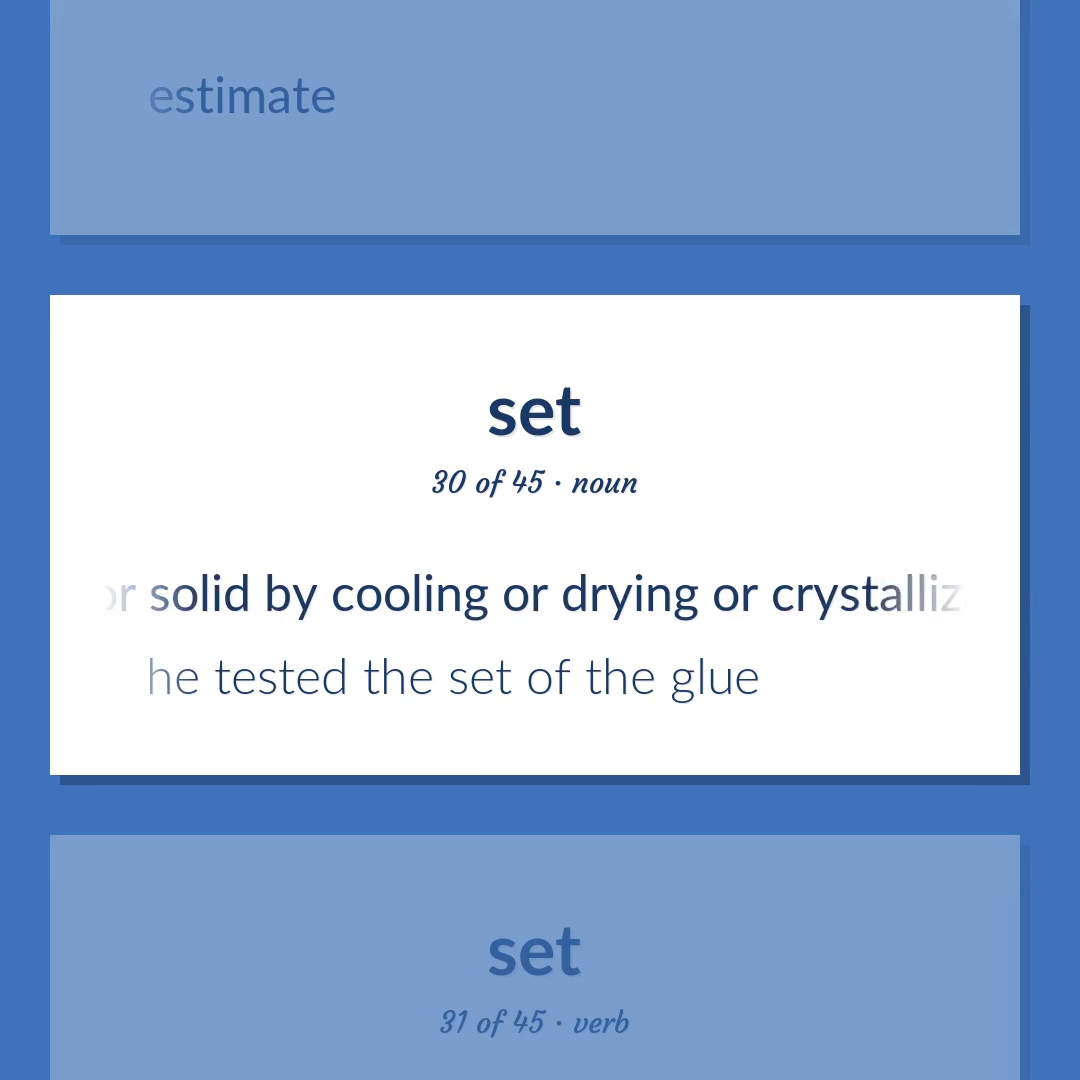 estimate
set
30 of 45 · noun
or solid by cooling or drying or crystalliz
he tested the set of the glue
set
31 of 45 · verb